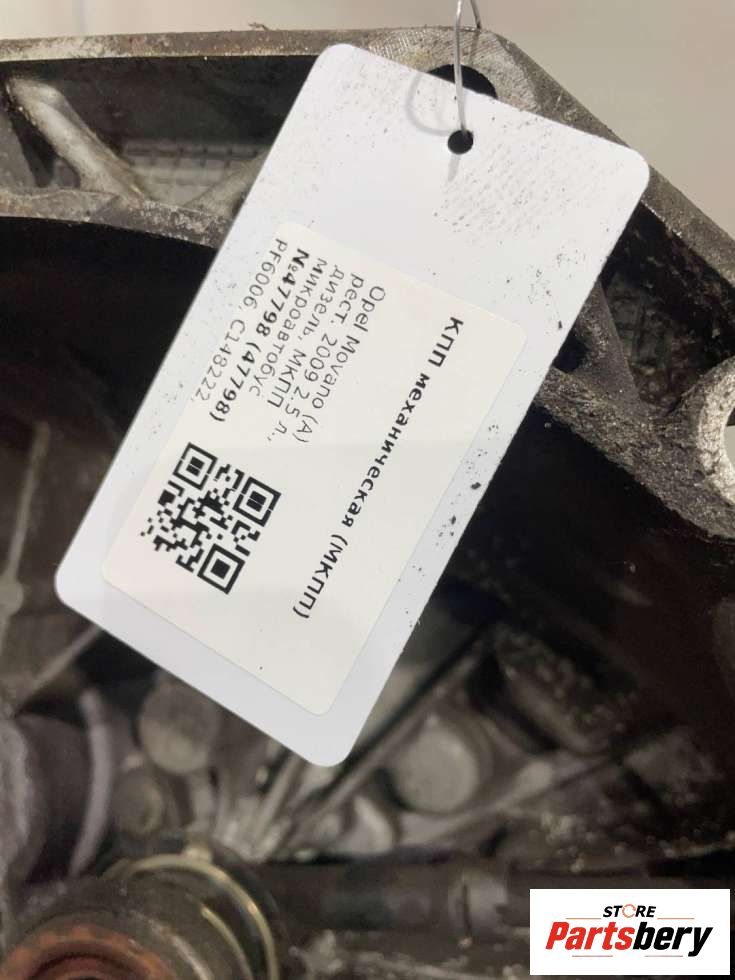 КПП механическая (МКПП)
Opel Movano (A)
рест. 2009 2.5 л.,
дизель, МКПП
микроавтобус
№47798 (47798)
PF6006, C148222,
STORE
Partsbery